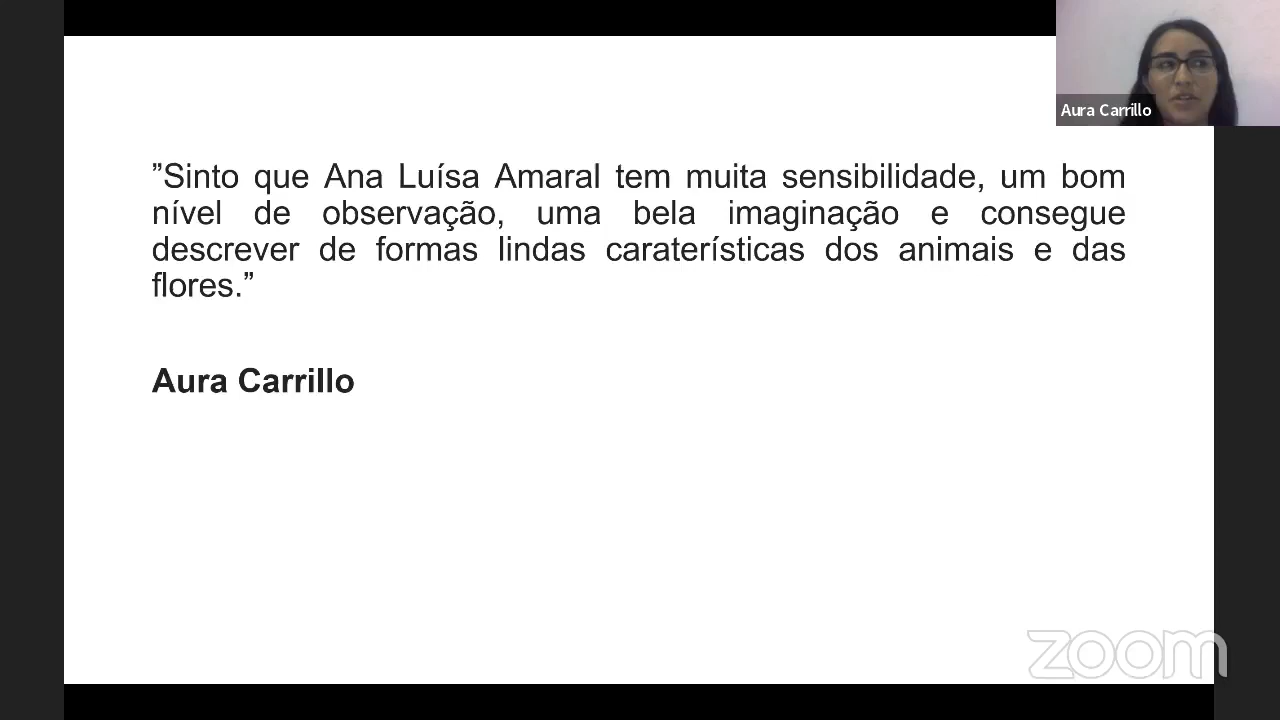 Aura Carrillo
”Sinto que Ana Luísa Amaral tem muita sensibilidade, um bom
nível de observação, uma bela imaginação e consegue
descrever de formas lindas caraterísticas dos animais e das
flores.”
Aura Carrillo
zoom